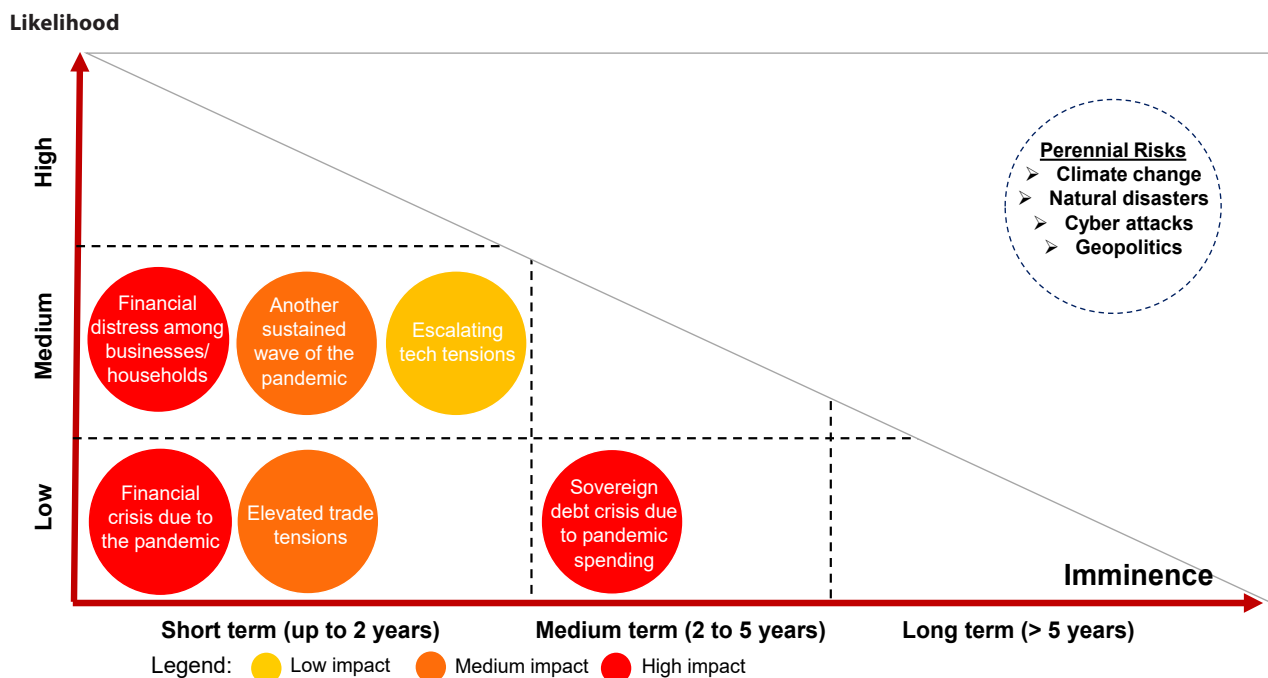 Likelihood
High
Medium
Low
Perennial Risks
➢ Climate change
➢ Natural disasters
➢ Cyber attacks
➢ Geopolitics
Financial
distress among
businesses/
households
Another
sustained
wave of the
pandemic
Escalating
tech tensions
Financial
crisis due to
the pandemic
Elevated trade
tensions
Sovereign
debt crisis due
to pandemic
spending
Imminence
Short term (up to 2 years)
Medium term (2 to 5 years)
Long term (> 5 years)
Legend:
Low impact
Medium impact
High impact